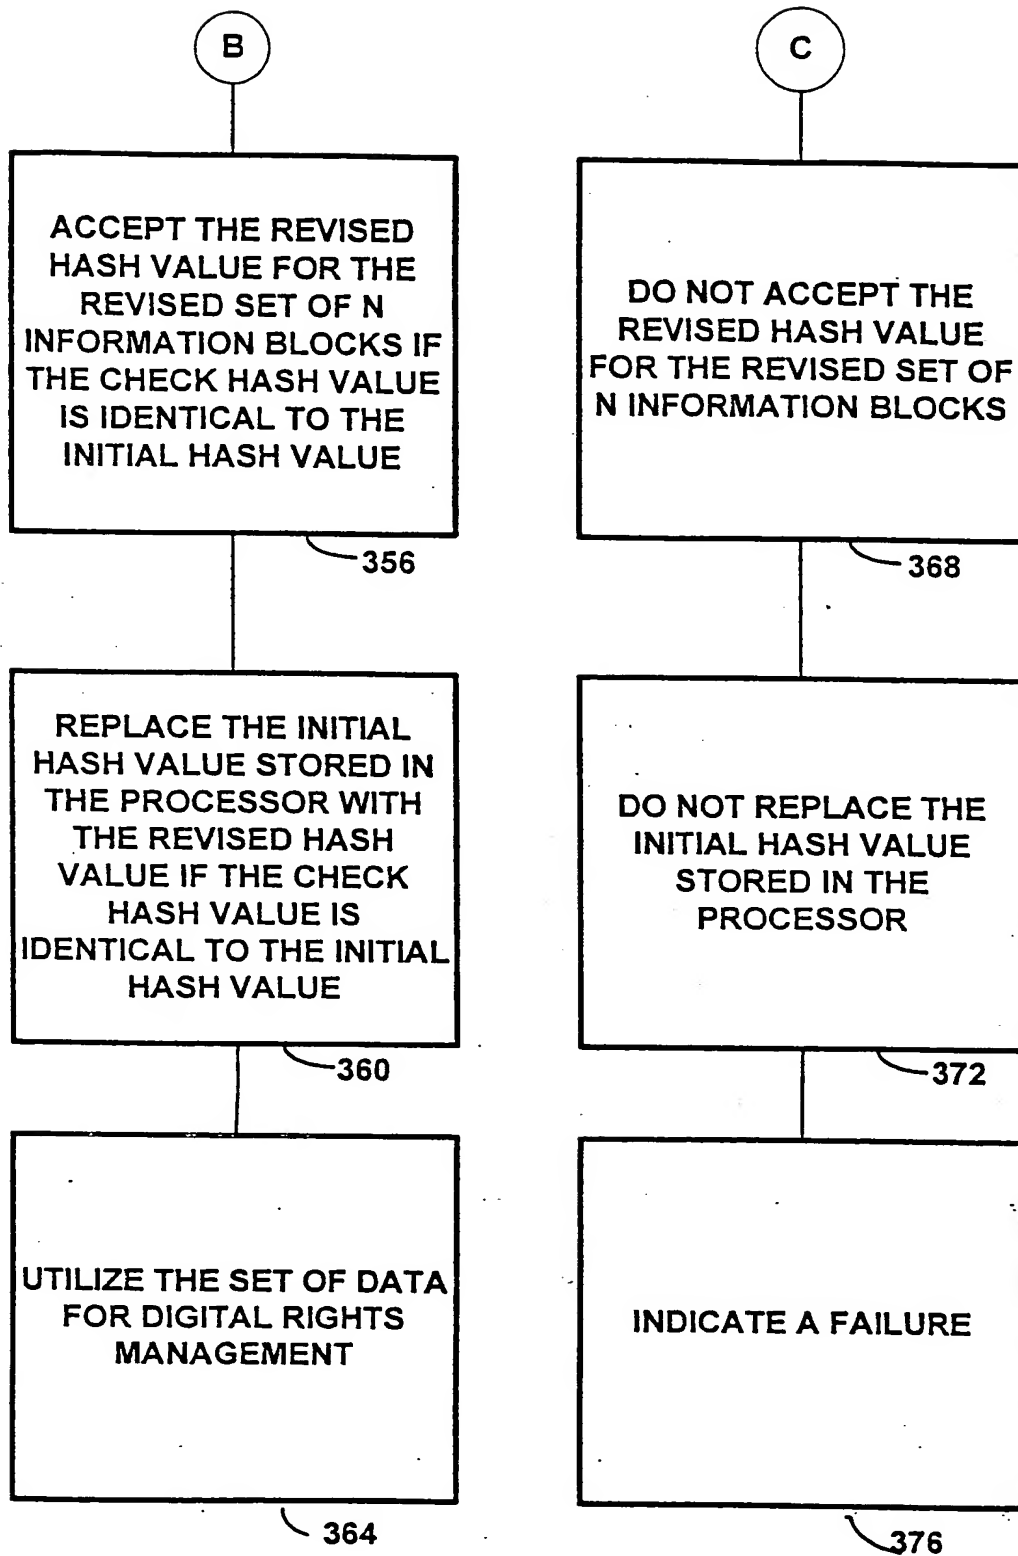 B
ACCEPT THE REVISED
HASH VALUE FOR THE
REVISED SET OF N
INFORMATION BLOCKS IF
THE CHECK HASH VALUE
IS IDENTICAL TO THE
INITIAL HASH VALUE
356
REPLACE THE INITIAL
HASH VALUE STORED IN
THE PROCESSOR WITH
THE REVISED HASH
VALUE IF THE CHECK
HASH VALUE IS
IDENTICAL TO THE INITIAL
HASH VALUE
360
UTILIZE THE SET OF DATA
FOR DIGITAL RIGHTS
MANAGEMENT
364
C
DO NOT ACCEPT THE
REVISED HASH VALUE
FOR THE REVISED SET OF
N INFORMATION BLOCKS
368
DO NOT REPLACE THE
INITIAL HASH VALUE
STORED IN THE
PROCESSOR
372
INDICATE A FAILURE
376